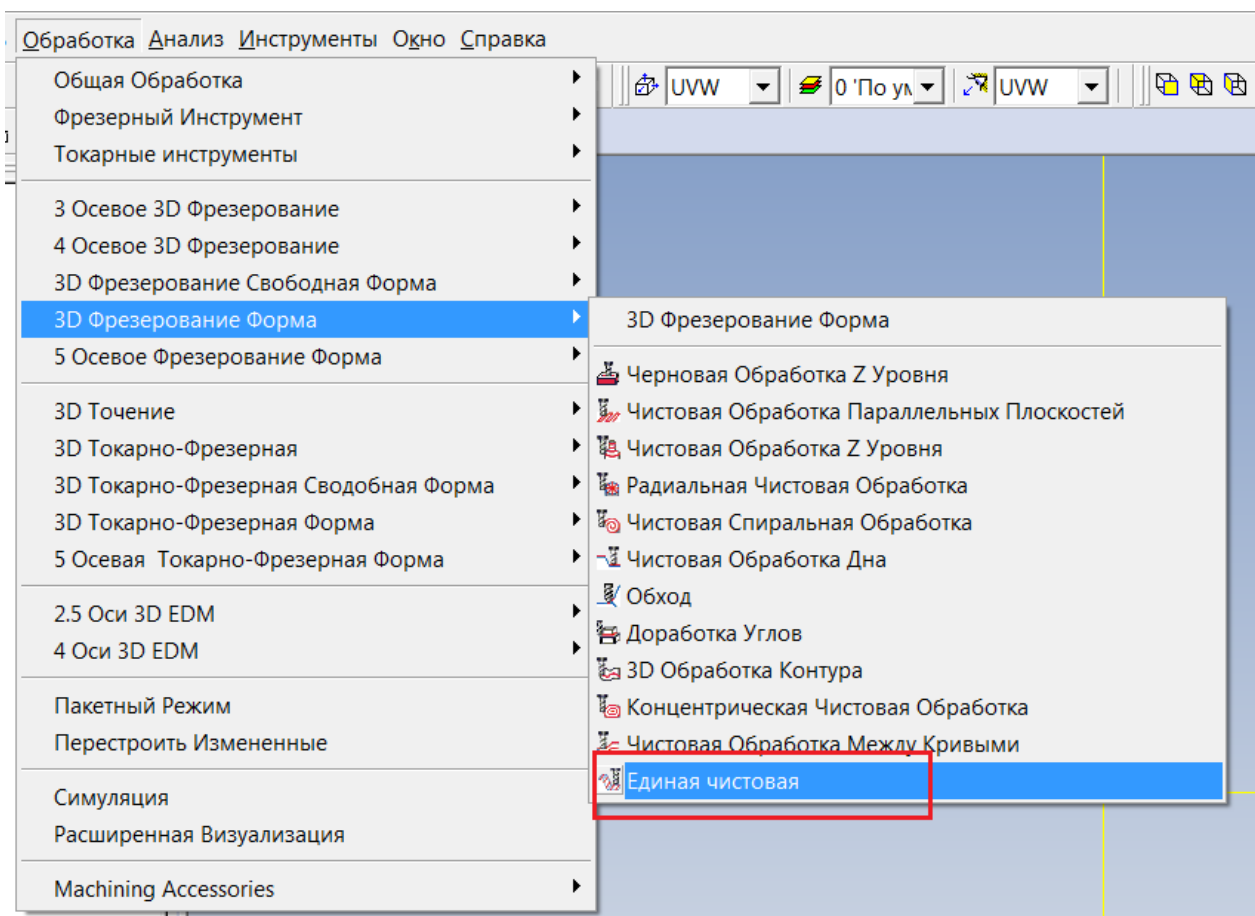 Обработка Анализ Инструменты Окно Справка
UVW 0 'По ум UVW
Общая Обработка
Фрезерный Инструмент
Токарные инструменты
3 Осевое 3D Фрезерование
4 Осевое 3D Фрезерование
3D Фрезерование Свободная Форма
3D Фрезерование Форма
5 Осевое Фрезерование Форма
3D Точение
3D Токарно-Фрезерная
3D Токарно-Фрезерная Сводобная Форма
3D Токарно-Фрезерная Форма
5 Осевая Токарно-Фрезерная Форма
2.5 Оси 3D EDM
4 Оси 3D EDM
Пакетный Режим
Перестроить Измененные
Симуляция
Расширенная Визуализация
Machining Accessories
3D Фрезерование Форма
Черновая Обработка Z Уровня
Чистовая Обработка Параллельных Плоскостей
Чистовая Обработка Z Уровня
Радиальная Чистовая Обработка
Чистовая Спиральная Обработка
Чистовая Обработка Дна
Обход
Доработка Углов
3D Обработка Контура
Концентрическая Чистовая Обработка
Чистовая Обработка Между Кривыми
Единая чистовая